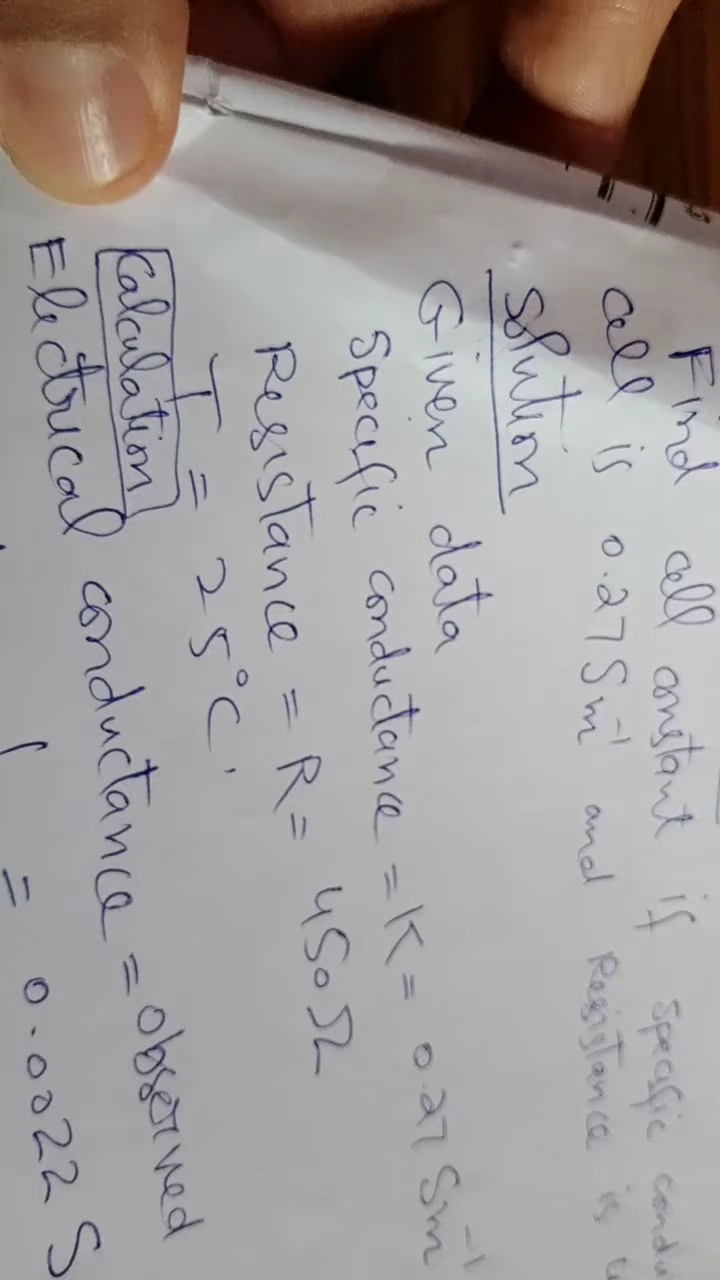 Find cell constant if specific condu
cell is 0.27 Sm⁻¹ and Resistance is
Solution
Given data
Specific conductance = K = 0.27 Sm⁻¹
Resistance = R = 450 Ω
T = 25°C.
Calculation
Electrical conductance = observed
= 0.0022 S